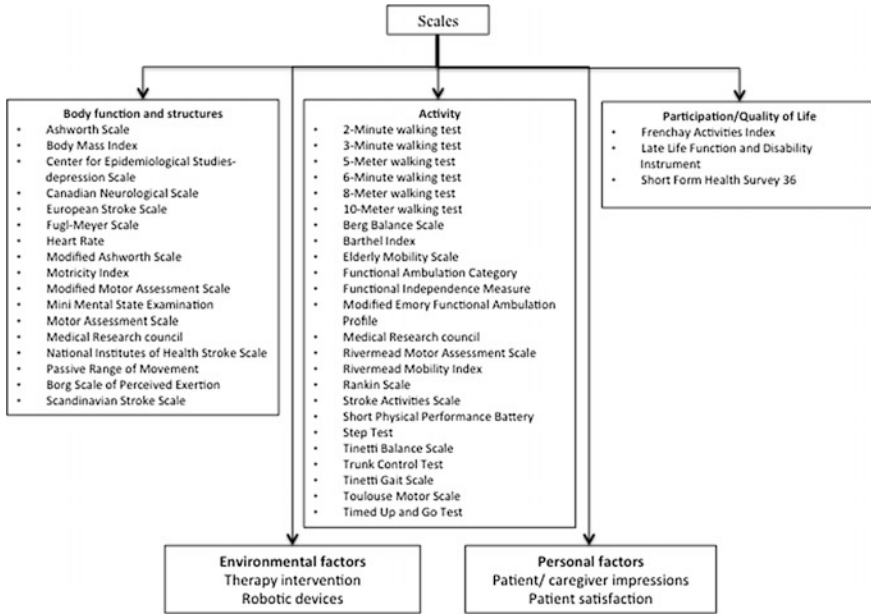 Scales
Body function and structures
• Ashworth Scale
• Body Mass Index
• Center for Epidemiological Studies-
depression Scale
• Canadian Neurological Scale
• European Stroke Scale
• Fugl-Meyer Scale
• Heart Rate
• Modified Ashworth Scale
• Motricity Index
• Modified Motor Assessment Scale
• Mini Mental State Examination
• Motor Assessment Scale
• Medical Research council
• National Institutes of Health Stroke Scale
• Passive Range of Movement
• Borg Scale of Perceived Exertion
• Scandinavian Stroke Scale
Activity
• 2-Minute walking test
• 3-Minute walking test
• 5-Meter walking test
• 6-Minute walking test
• 8-Meter walking test
• 10-Meter walking test
• Berg Balance Scale
• Barthel Index
• Elderly Mobility Scale
• Functional Ambulation Category
• Functional Independence Measure
• Modified Emory Functional Ambulation
Profile
• Medical Research council
• Rivermead Motor Assessment Scale
• Rivermead Mobility Index
• Rankin Scale
• Stroke Activities Scale
• Short Physical Performance Battery
• Step Test
• Tinetti Balance Scale
• Trunk Control Test
• Tinetti Gait Scale
• Toulouse Motor Scale
• Timed Up and Go Test
Participation/Quality of Life
• Frenchay Activities Index
• Late Life Function and Disability
Instrument
• Short Form Health Survey 36
Environmental factors
Therapy intervention
Robotic devices
Personal factors
Patient/ caregiver impressions
Patient satisfaction